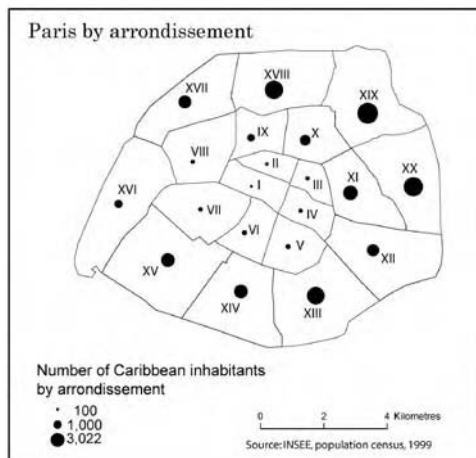 Paris by arrondissement
XVII
XVIII
XIX
IX
X
VIII
II
I
III
XI
XX
XVI
VII
IV
VI
V
XII
XV
XIV
XIII
Number of Caribbean inhabitants
by arrondissement
100
1,000
3,022
0 2 4 Kilometres
Source: INSEE, population census, 1999